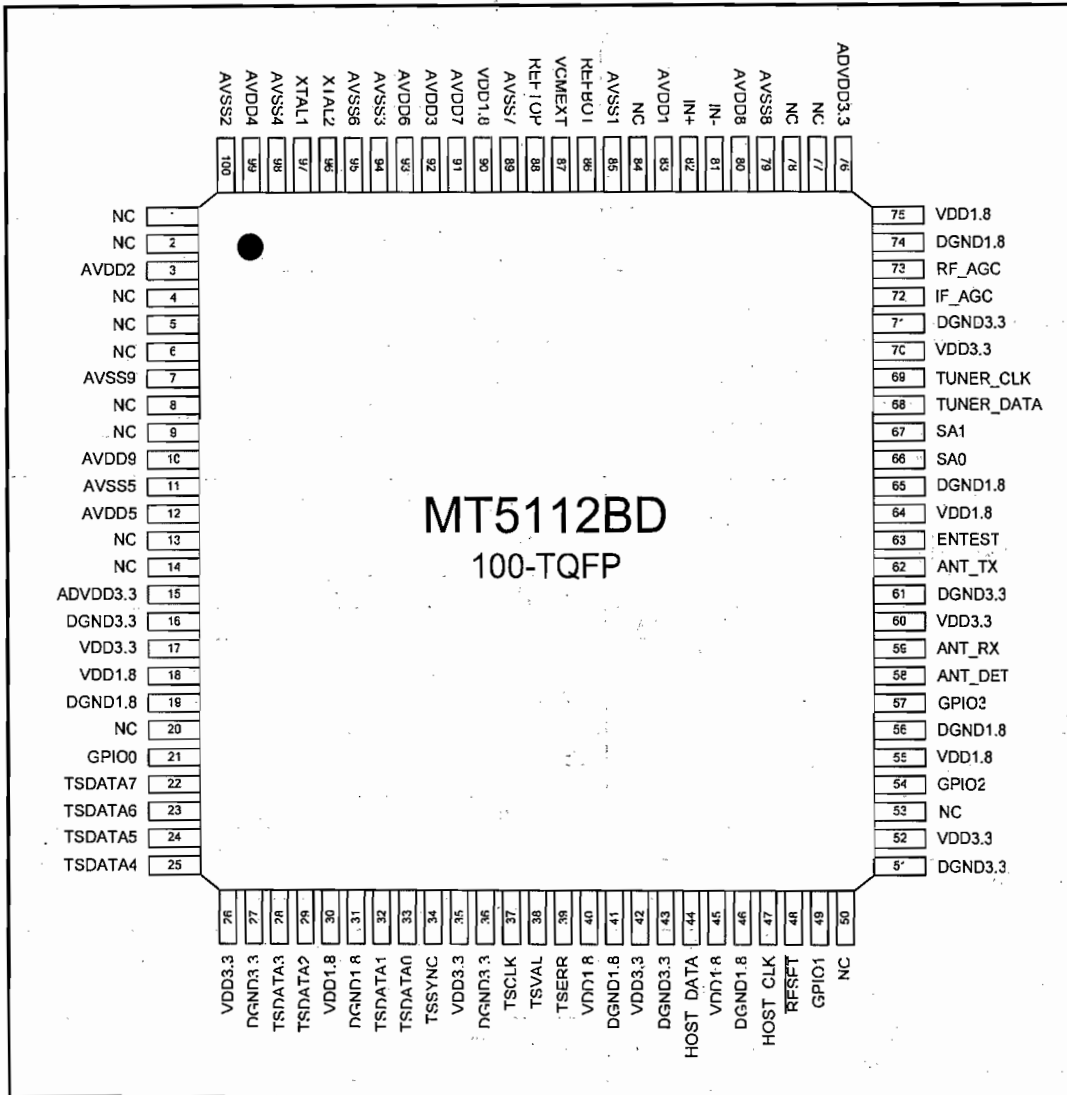 AVSS2
AVDD4
AVSS4
XTAL1
XTAL2
AVSS6
AVSS3
AVDD6
AVDD3
AVDD7
VDD1.8
AVSS7
REFTOP
VCMEXT
REFBOT
AVSS1
NC
AVDD1
IN+
IN-
AVDD8
AVSS8
NC
NC
ADVDD3.3
100
99
98
97
96
95
94
93
92
91
90
89
88
87
86
85
84
83
82
81
80
79
78
77
76
NC
NC 2
AVDD2 3
NC 4
NC 5
NC 6
AVSS9 7
NC 8
NC 9
AVDD9 10
AVSS5 11
AVDD5 12
NC 13
NC 14
ADVDD3.3 15
DGND3.3 16
VDD3.3 17
VDD1.8 18
DGND1.8 19
NC 20
GPIO0 21
TSDATA7 22
TSDATA6 23
TSDATA5 24
TSDATA4 25
MT5112BD
100-TQFP
75 VDD1.8
74 DGND1.8
73 RF_AGC
72 IF_AGC
71 DGND3.3
70 VDD3.3
69 TUNER_CLK
68 TUNER_DATA
67 SA1
66 SA0
65 DGND1.8
64 VDD1.8
63 ENTEST
62 ANT_TX
61 DGND3.3
60 VDD3.3
59 ANT_RX
58 ANT_DET
57 GPIO3
56 DGND1.8
55 VDD1.8
54 GPIO2
53 NC
52 VDD3.3
51 DGND3.3
26
27
28
29
30
31
32
33
34
35
36
37
38
39
40
41
42
43
44
45
46
47
48
49
50
VDD3.3
DGND3.3
TSDATA3
TSDATA2
VDD1.8
DGND1.8
TSDATA1
TSDATA0
TSSYNC
VDD3.3
DGND3.3
TSCLK
TSVAL
TSERR
VDD1.8
DGND1.8
VDD3.3
DGND3.3
HOST_DATA
VDD1.8
DGND1.8
HOST_CLK
RESET
GPIO1
NC